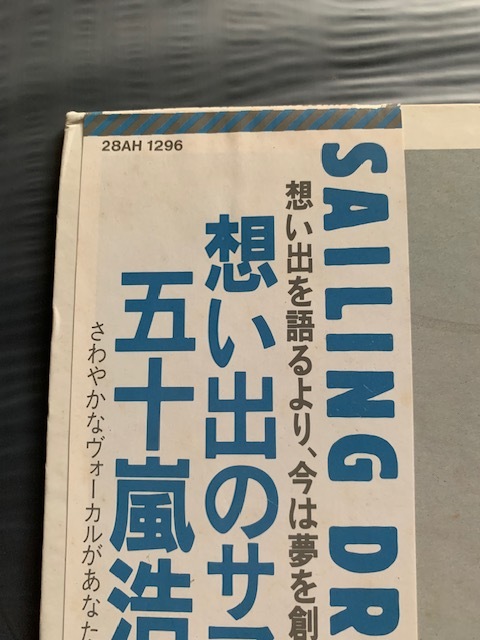 28AH 1296
SAILING DR
想い出を語るより、今は夢を創
想い出のサマ
五十嵐浩
さわやかなヴォーカルがあなた